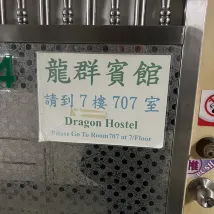 4
龍群賓館
請到7樓707室
Dragon Hostel
Please Go To Room707 at 7/Floor